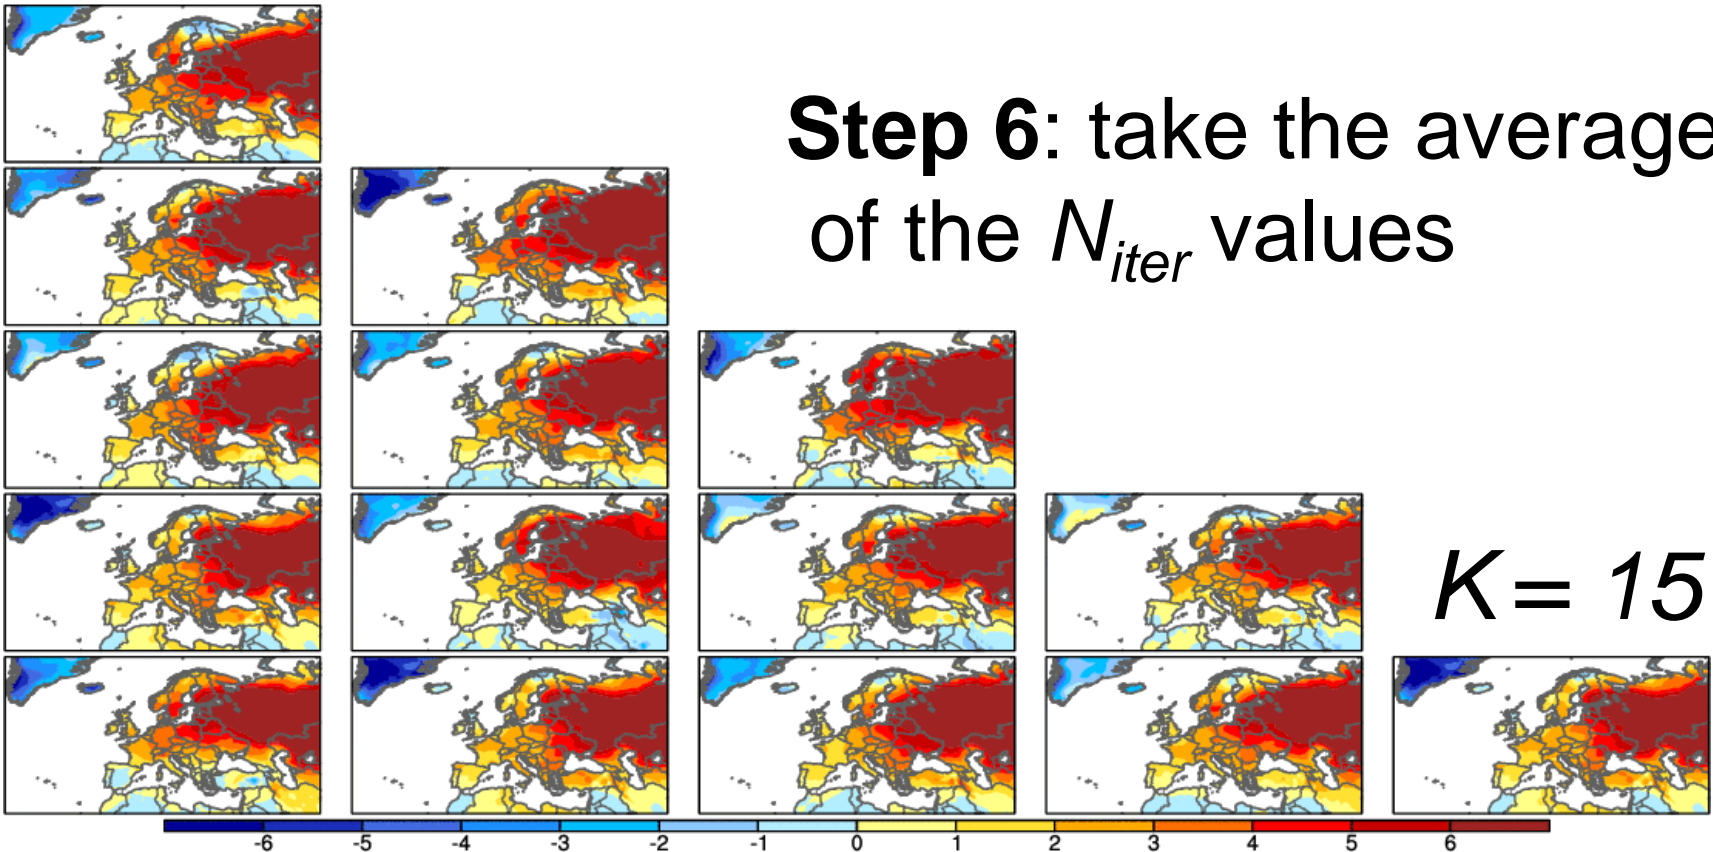 Step 6: take the average
of the Niter values
K = 15
-6 -5 -4 -3 -2 -1 0 1 2 3 4 5 6